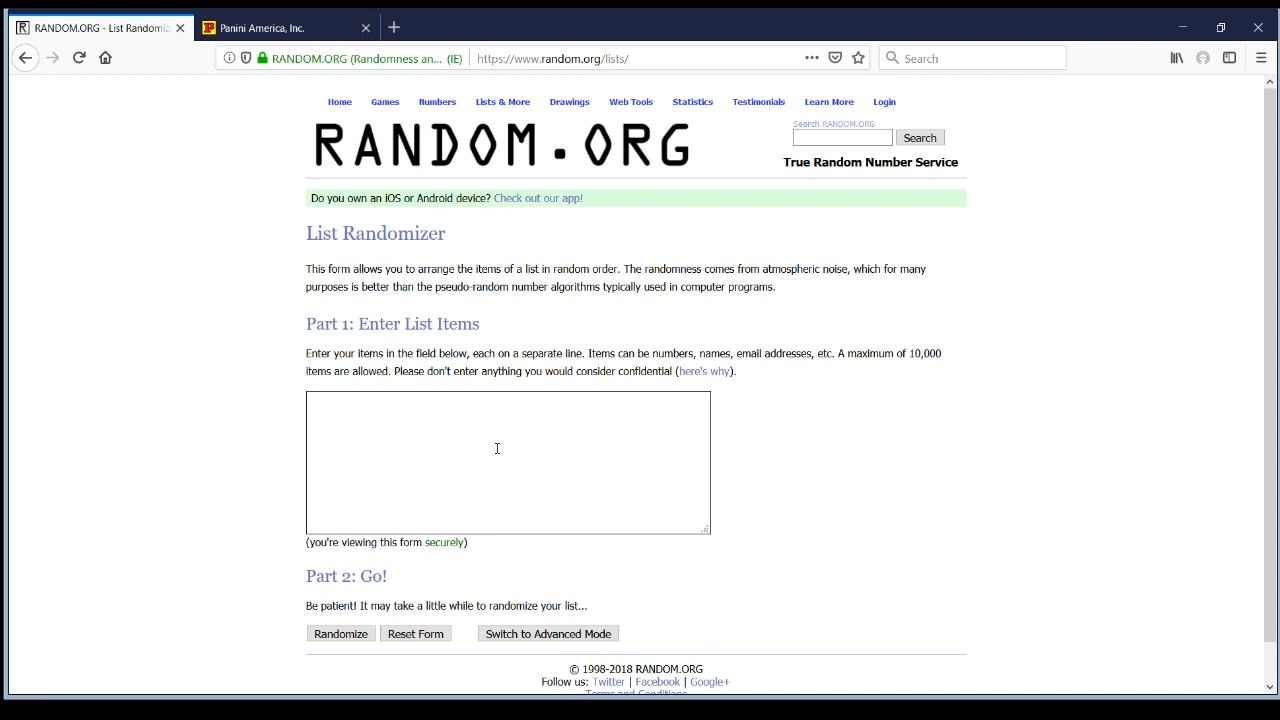 RANDOM.ORG - List Randomiz
Panini America, Inc.
RANDOM.ORG (Randomness an... (IE)
https://www.random.org/lists/
Search
Home Games Numbers Lists & More Drawings Web Tools Statistics Testimonials Learn More Login
RANDOM.ORG
Search RANDOM.ORG
Search
True Random Number Service
Do you own an iOS or Android device? Check out our app!
List Randomizer
This form allows you to arrange the items of a list in random order. The randomness comes from atmospheric noise, which for many
purposes is better than the pseudo-random number algorithms typically used in computer programs.
Part 1: Enter List Items
Enter your items in the field below, each on a separate line. Items can be numbers, names, email addresses, etc. A maximum of 10,000
items are allowed. Please don't enter anything you would consider confidential (here's why).
(you're viewing this form securely)
Part 2: Go!
Be patient! It may take a little while to randomize your list...
Randomize Reset Form Switch to Advanced Mode
© 1998-2018 RANDOM.ORG
Follow us: Twitter | Facebook | Google+
Terms and Conditions